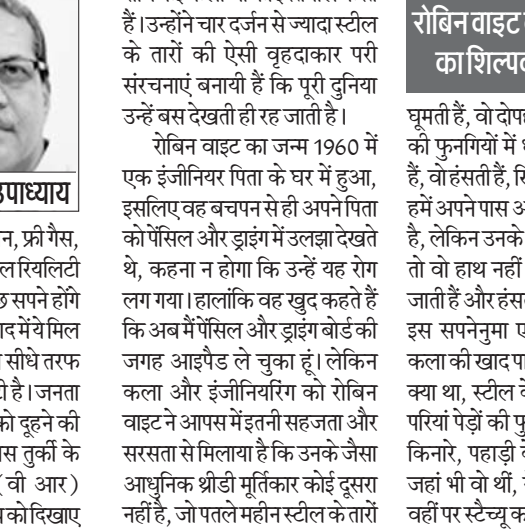 पाध्याय
न, फ्री गैस,
ल रियलिटी
छ सपने होंगे
ाद में ये मिल
सीधे तरफ
टी है। जनता
को दूहने की
स तुर्की के
(वी आर)
को दिखाए
हैं। उन्होंने चार दर्जन से ज्यादा स्टील
के तारों की ऐसी वृहदाकार परी
संरचनाएं बनायी हैं कि पूरी दुनिया
उन्हें बस देखती ही रह जाती है।
रोबिन वाइट का जन्म 1960 में
एक इंजीनियर पिता के घर में हुआ,
इसलिए वह बचपन से ही अपने पिता
को पेंसिल और ड्राइंग में उलझा देखते
थे, कहना न होगा कि उन्हें यह रोग
लग गया। हालांकि वह खुद कहते हैं
कि अब मैं पेंसिल और ड्राइंग बोर्ड की
जगह आइपैड ले चुका हूं। लेकिन
कला और इंजीनियरिंग को रोबिन
वाइट ने आपस में इतनी सहजता और
सरसता से मिलाया है कि उनके जैसा
आधुनिक थ्रीडी मूर्तिकार कोई दूसरा
नहीं है, जो पतले महीन स्टील के तारों
रोबिन वाइट
का शिल्प
घूमती हैं, वो दोप
की फुनगियों में
हैं, वो हंसती हैं,
हमें अपने पास
है, लेकिन उनके
तो वो हाथ नहीं
जाती हैं और हंस
इस सपनेनुमा
कला की खाद पा
क्या था, स्टील के
परियां पेड़ों की फु
किनारे, पहाड़ी
जहां भी वो थीं,
वहीं पर स्टैच्यू क